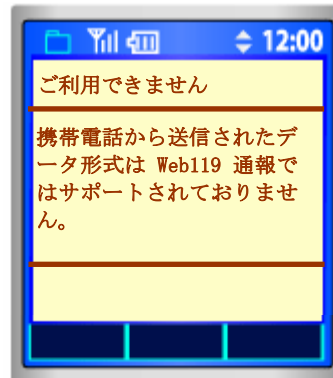 12:00
ご利用できません
携帯電話から送信されたデ
ータ形式は Web119 通報で
はサポートされておりませ
ん。